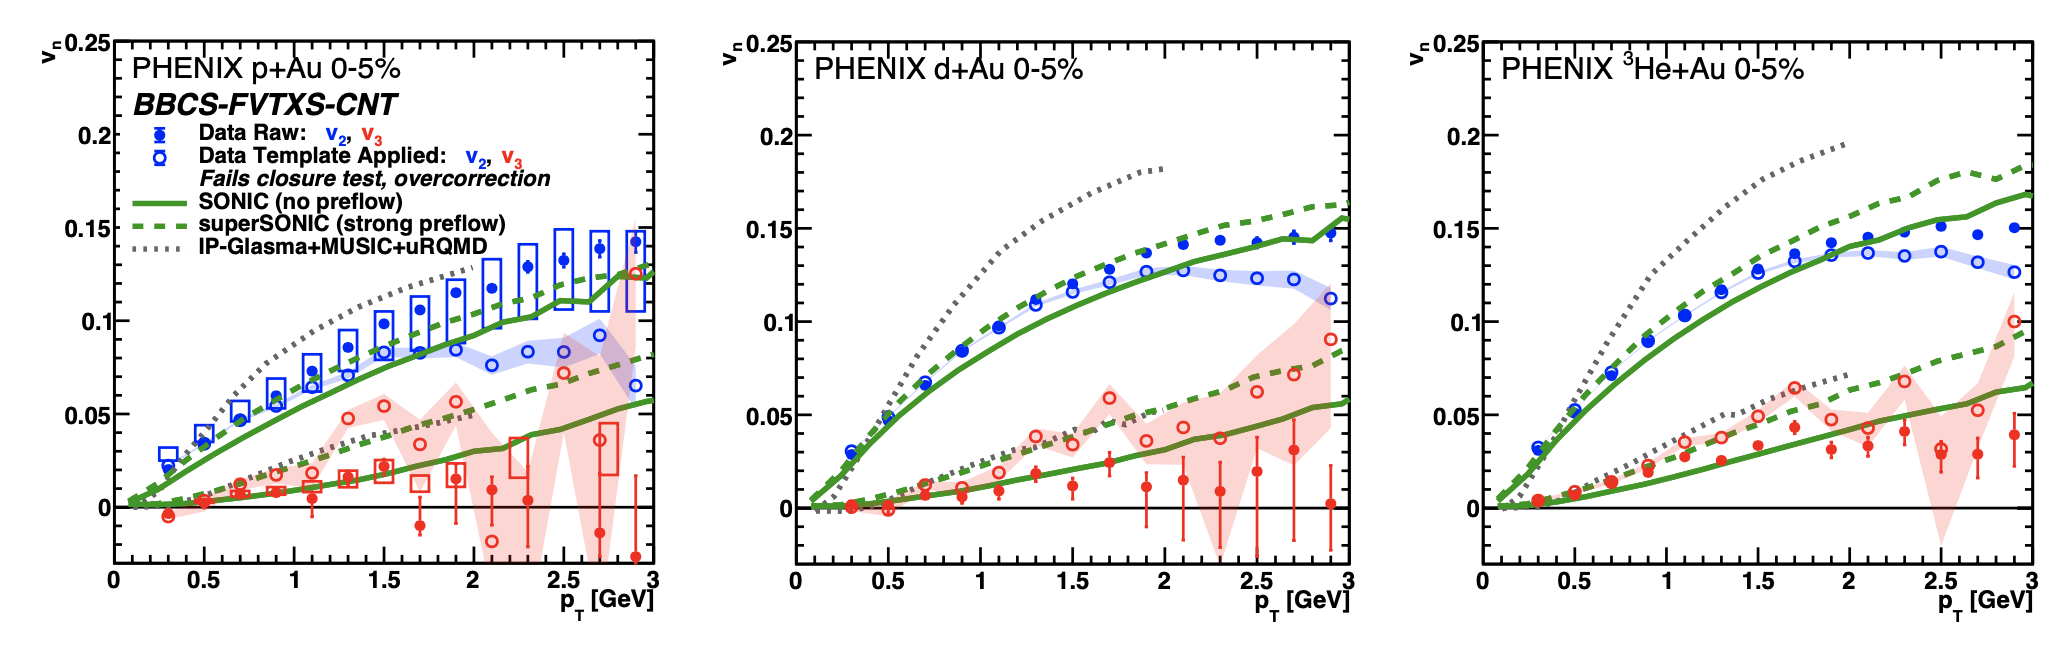 vn
0.25
0.2
0.15
0.1
0.05
0
PHENIX p+Au 0-5%
BBCS-FVTXS-CNT
Data Raw: v2, v3
Data Template Applied: v2, v3
Fails closure test, overcorrection
SONIC (no preflow)
superSONIC (strong preflow)
IP-Glasma+MUSIC+uRQMD
0 0.5 1 1.5 2 2.5 3
pT [GeV]
vn
0.25
0.2
0.15
0.1
0.05
0
PHENIX d+Au 0-5%
0 0.5 1 1.5 2 2.5 3
pT [GeV]
vn
0.25
0.2
0.15
0.1
0.05
0
PHENIX 3He+Au 0-5%
0 0.5 1 1.5 2 2.5 3
pT [GeV]